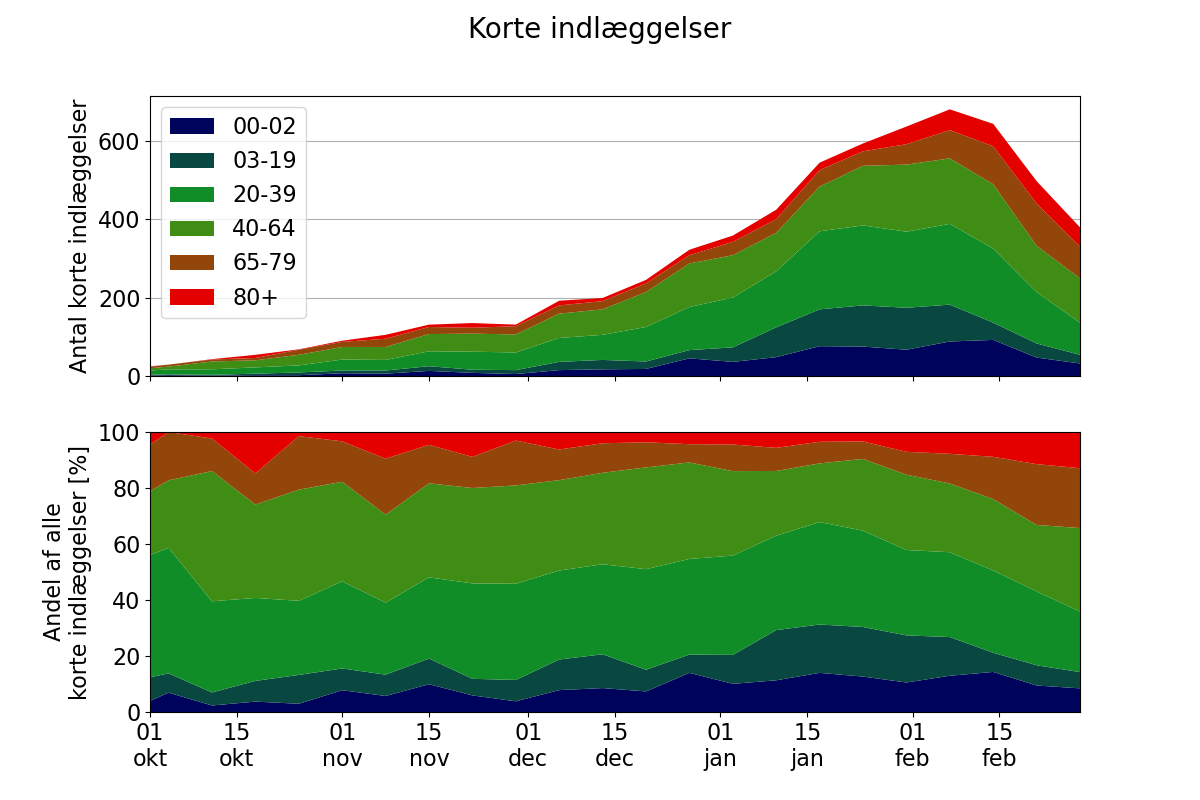 Korte indlæggelser
Antal korte indlæggelser
600
400
200
0
00-02
03-19
20-39
40-64
65-79
80+
Andel af alle
korte indlæggelser [%]
100
80
60
40
20
0
01 15 01 15 01 15 01 15 01 15
okt okt nov nov dec dec jan jan feb feb